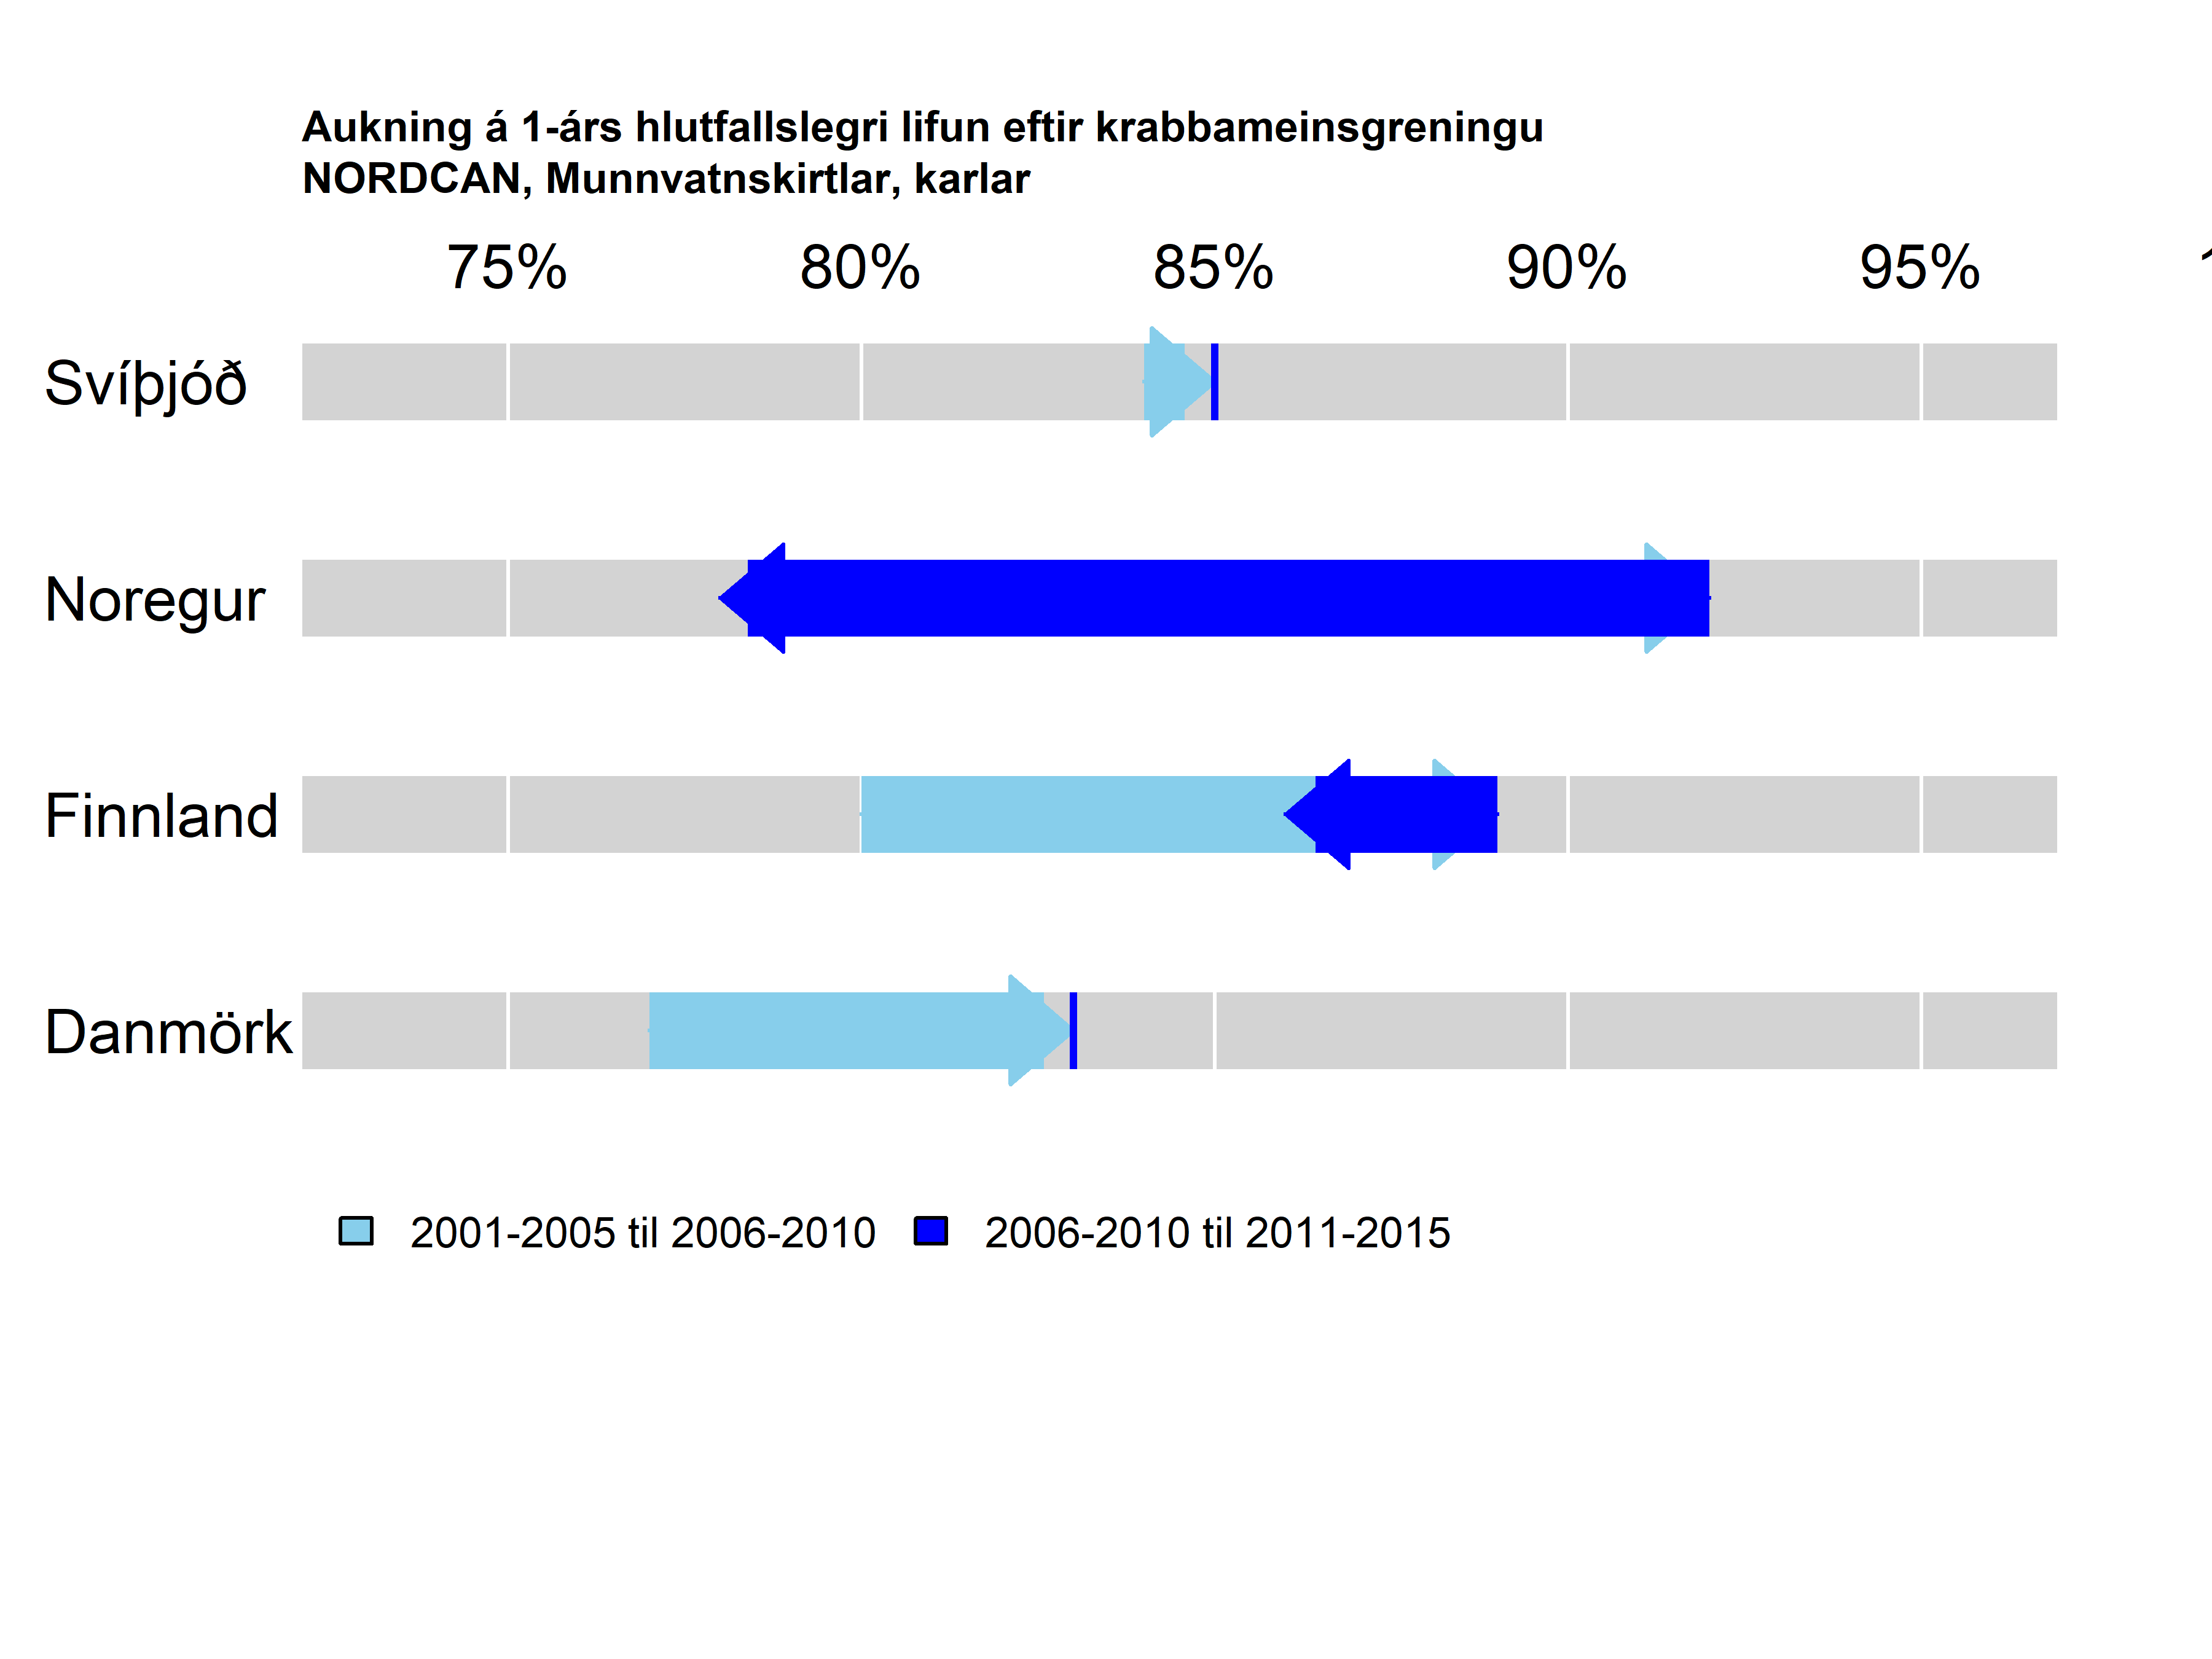 Aukning á 1-árs hlutfallslegri lifun eftir krabbameinsgreningu
NORDCAN, Munnvatnskirtlar, karlar
75% 80% 85% 90% 95%
Svíþjóð
Noregur
Finnland
Danmörk
2001-2005 til 2006-2010 2006-2010 til 2011-2015